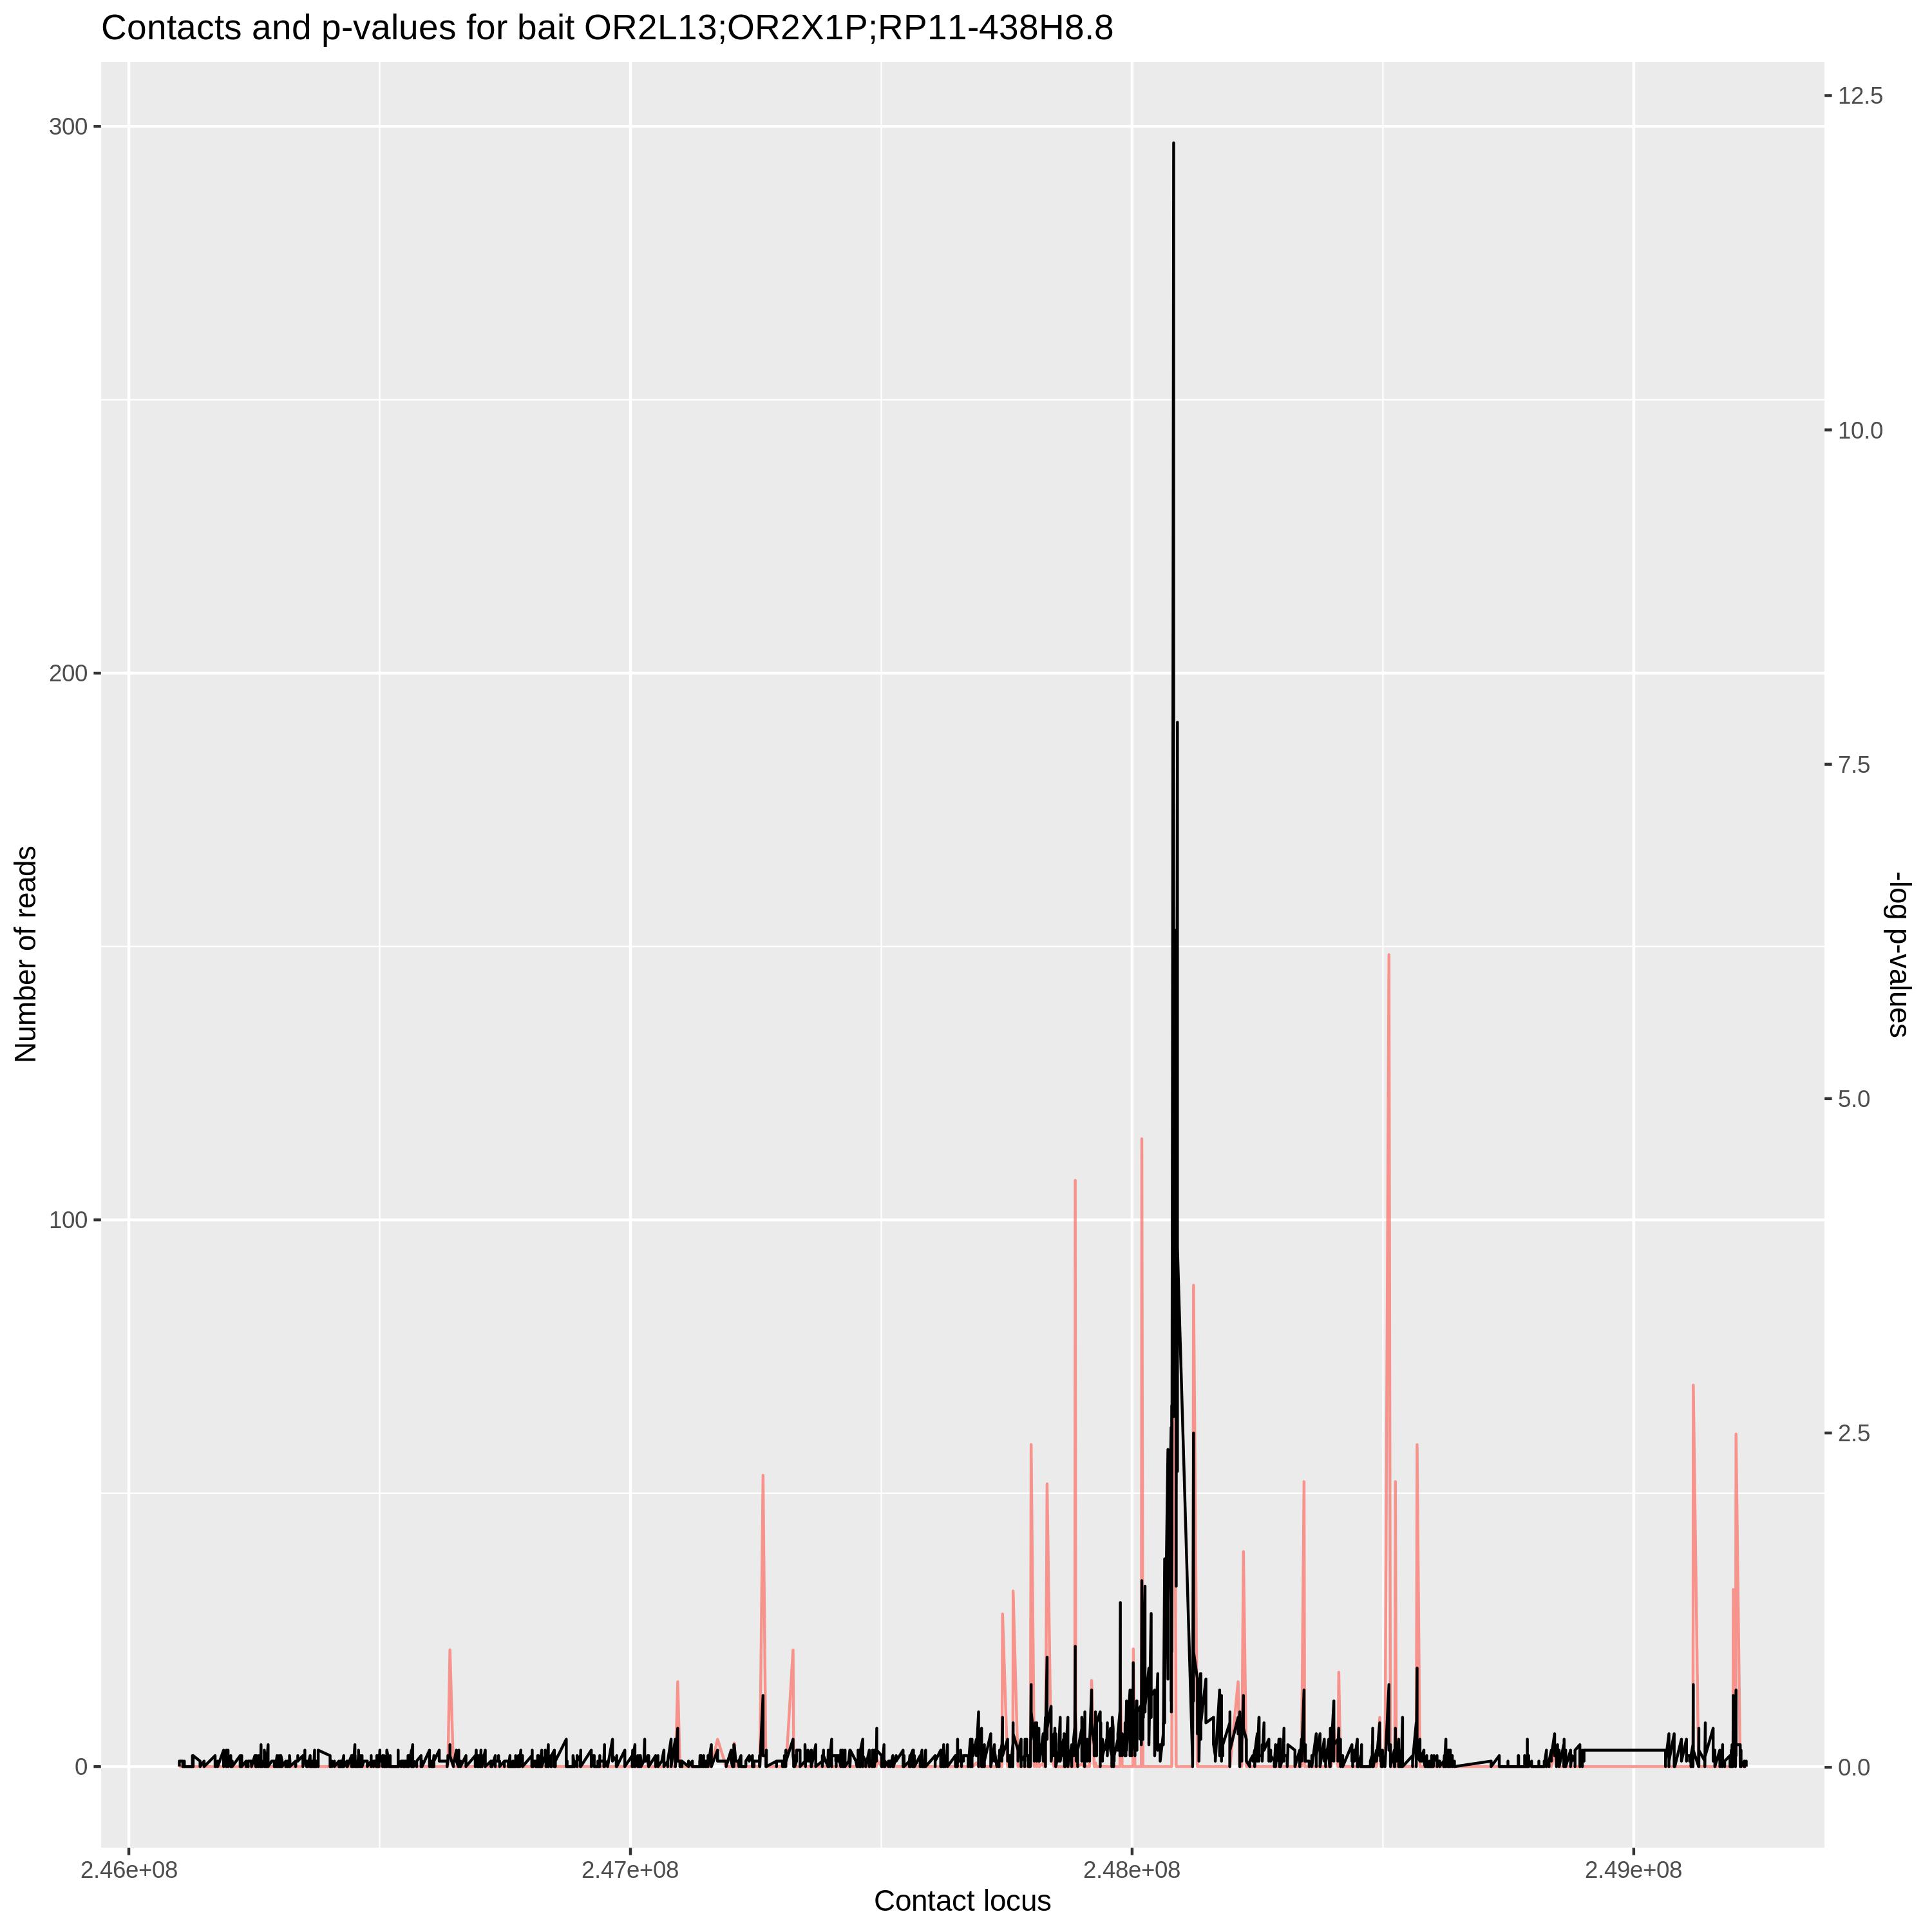 Contacts and p-values for bait OR2L13;OR2X1P;RP11-438H8.8
300
200
100
0
Number of reads
12.5
10.0
7.5
5.0
2.5
0.0
-log p-values
2.46e+08
2.47e+08
2.48e+08
2.49e+08
Contact locus